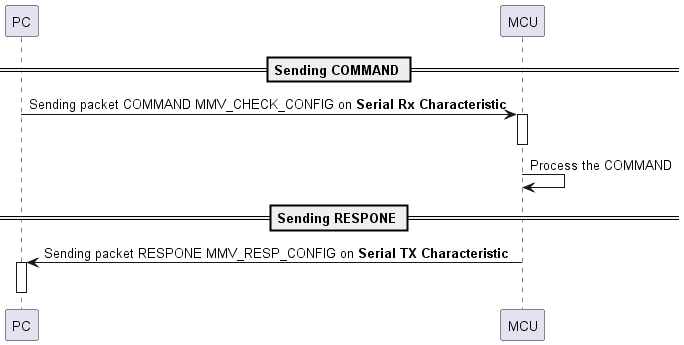 PC MCU
Sending COMMAND
Sending packet COMMAND MMV_CHECK_CONFIG on Serial Rx Characteristic
Process the COMMAND
Sending RESPONE
Sending packet RESPONE MMV_RESP_CONFIG on Serial TX Characteristic
PC MCU